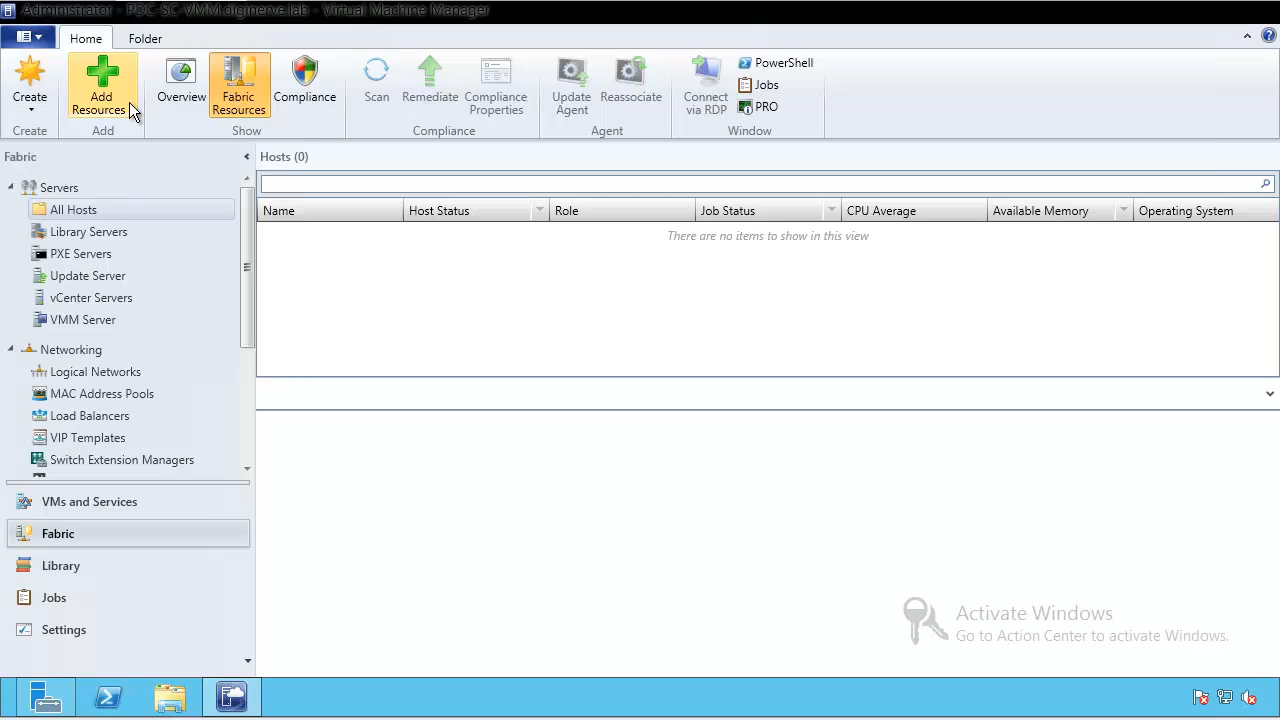 Administrator - PDC-SC-VMM.diginerve.lab - Virtual Machine Manager
Home Folder
Create
Add
Resources
Overview
Fabric
Resources
Compliance
Scan
Remediate
Compliance
Properties
Update
Agent
Reassociate
Connect
via RDP
PowerShell
Jobs
PRO
Create Add Show Compliance Agent Window
Fabric
Servers
All Hosts
Library Servers
PXE Servers
Update Server
vCenter Servers
VMM Server
Networking
Logical Networks
MAC Address Pools
Load Balancers
VIP Templates
Switch Extension Managers
VMs and Services
Fabric
Library
Jobs
Settings
Hosts (0)
Name Host Status Role Job Status CPU Average Available Memory Operating System
There are no items to show in this view
Activate Windows
Go to Action Center to activate Windows.